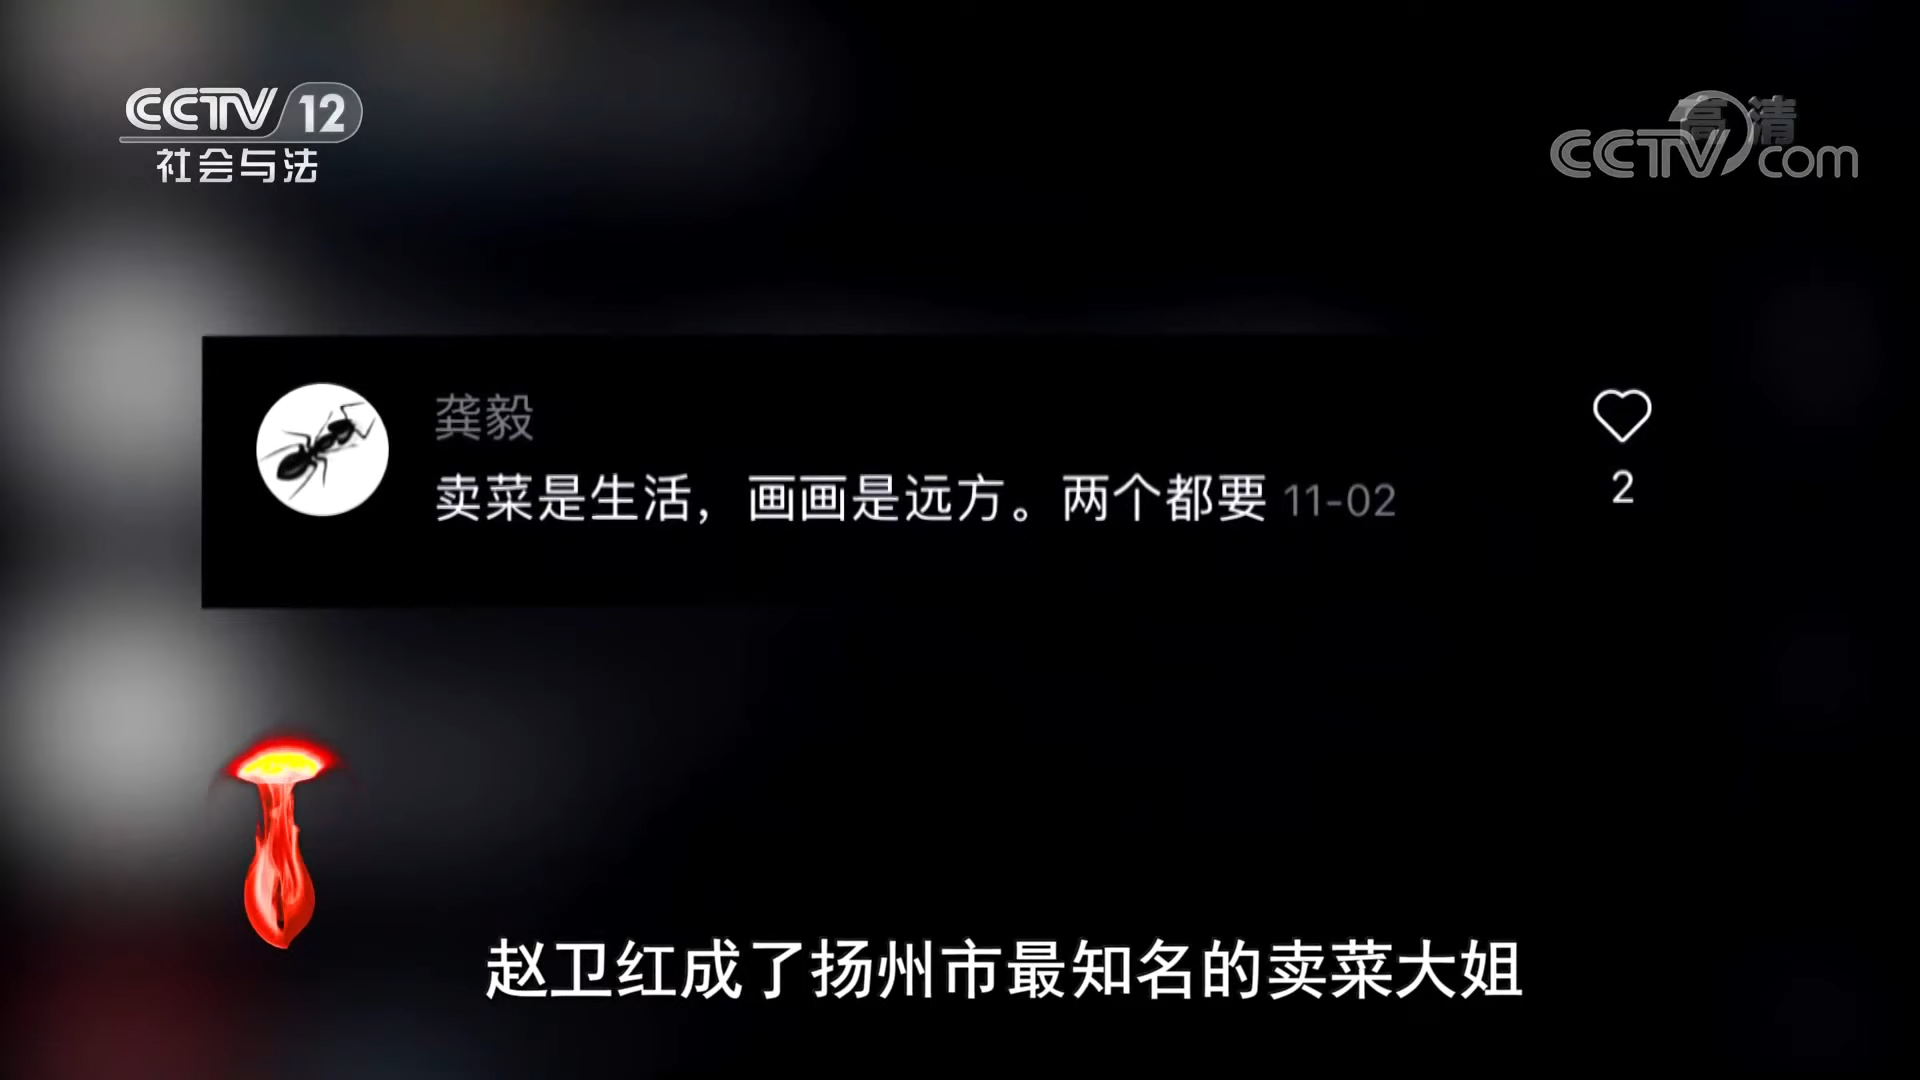 CCTV 12
社会与法
高清
CCTV com
龚毅
卖菜是生活，画画是远方。两个都要 11-02
2
赵卫红成了扬州市最知名的卖菜大姐